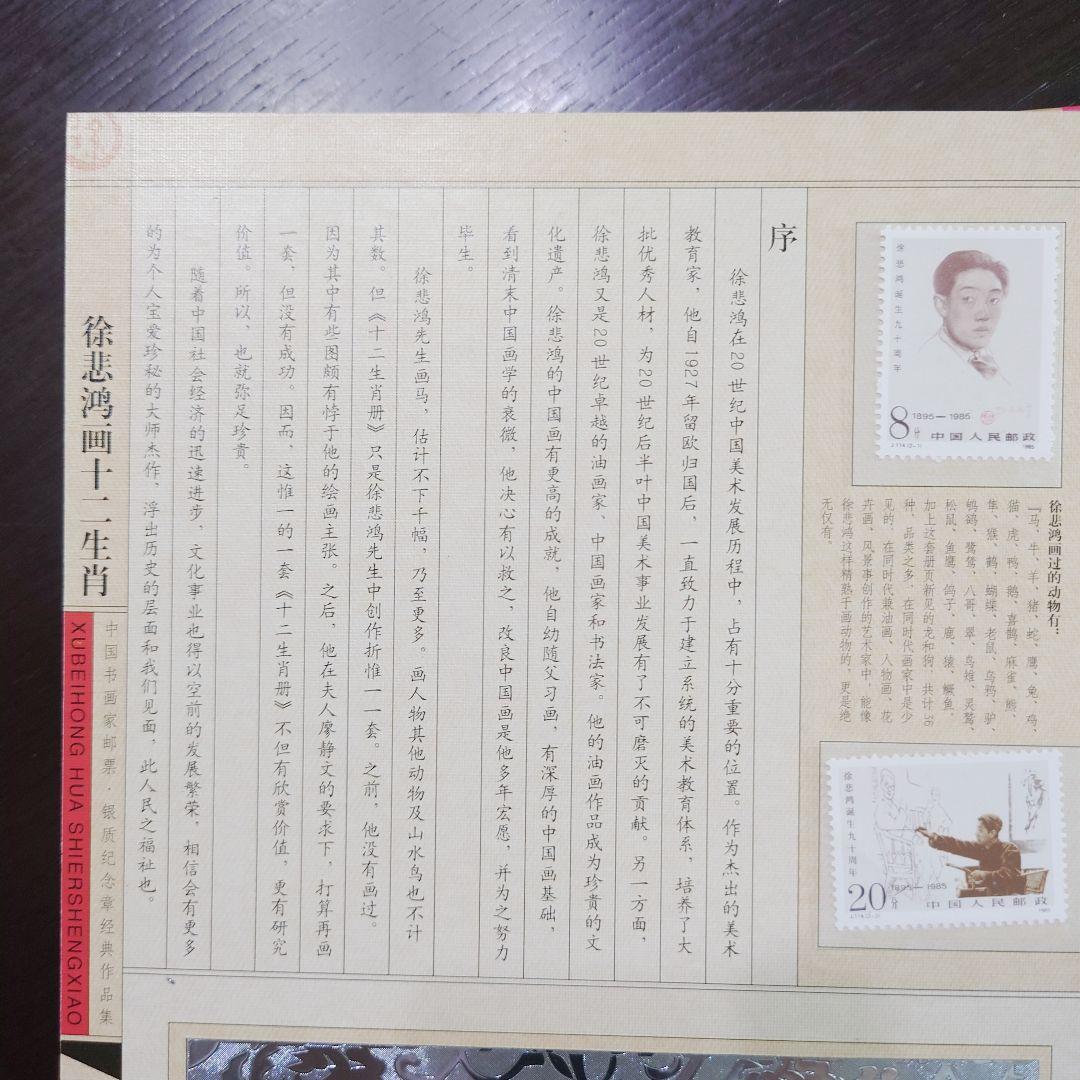 序
徐悲鸿在20世纪中国美术发展历程中，占有十分重要的位置。作为杰出的美术
教育家，他自1927年留欧归国后，一直致力于建立系统的美术教育体系，培养了大
批优秀人材，为20世纪后半叶中国美术事业发展有了不可磨灭的贡献。另一方面，
徐悲鸿又是20世纪卓越的油画家、中国画家和书法家。他的油画作品成为珍贵的文
化遗产。徐悲鸿的中国画有更高的成就，他自幼随父习画，有深厚的中国画基础，
看到清末中国画学的衰微，他决心有以救之，改良中国画是他多年宏愿，并为之努力
毕生。
徐悲鸿先生画马，估计不下千幅，乃至更多。画人物其他动物及山水鸟也不计
其数。但《十二生肖册》只是徐悲鸿先生中创作折惟一一套。之前，他没有画过。
因为其中有些图颇有悖于他的绘画主张。之后，他在夫人廖静文的要求下，打算再画
一套，但没有成功。因而，这惟一的一套《十二生肖册》不但有欣赏价值，更有研究
价值。所以，也就弥足珍贵。
随着中国社会经济的迅速进步，文化事业也得以空前的发展繁荣，相信会有更多
的为个人宝爱珍秘的大师杰作，浮出历史的层面和我们见面，此人民之福祉也。
徐悲鸿诞生九十周年
8分
1895—1985
中国人民邮政
J.114.(2-1)
1985
徐悲鸿画过的动物有：
『马、牛、羊、猪、蛇、鹰、兔、鸡、
猫、虎、鸭、鹅、喜鹊、麻雀、熊、
隼、猴、鹤、蝴蝶、老鼠、乌鸦、驴、
鹌鸽、鹭鸶、八哥、翠、鸟雉、灵鹫、
松鼠、鱼鹰、鸽子、鹿、猿、鳜鱼，
加上这套册页新见的龙和狗，共计36
种，品类之多，在同时代画家中是少
见的，在同时代兼油画、人物画、花
卉画、风景事创作的艺术家中，能像
徐悲鸿这样精熟于画动物的，更是绝
无仅有。
徐悲鸿诞生九十周年
20分
1895—1985
中国人民邮政
J.114.(2-2)
1985
徐悲鸿画十二生肖
XUBEIHONG HUA SHIERSHENGXIAO
中国书画家邮票·银质纪念章经典作品集